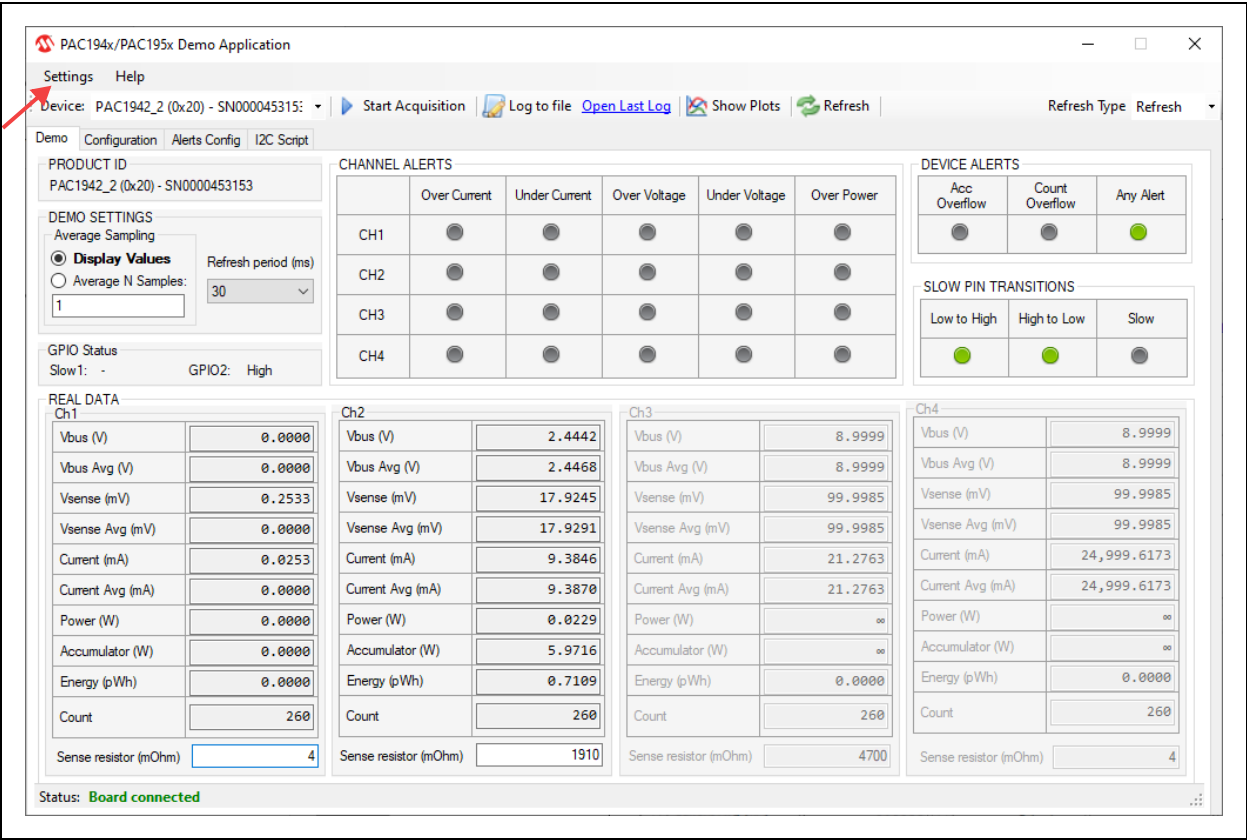 PAC194x/PAC195x Demo Application
Settings Help
Device: PAC1942_2 (0x20) - SN000045315 Start Acquisition Log to file Open Last Log Show Plots Refresh Refresh Type Refresh
Demo Configuration Alerts Config I2C Script
PRODUCT ID
PAC1942_2 (0x20) - SN0000453153
DEMO SETTINGS
Average Sampling
Display Values
Average N Samples:
1
Refresh period (ms)
30
GPIO Status
Slow1: - GPIO2: High
CHANNEL ALERTS
Over Current Under Current Over Voltage Under Voltage Over Power
CH1
CH2
CH3
CH4
DEVICE ALERTS
Acc Overflow Count Overflow Any Alert
SLOW PIN TRANSITIONS
Low to High High to Low Slow
REAL DATA
Ch1
Vbus (V) 0.0000
Vbus Avg (V) 0.0000
Vsense (mV) 0.2533
Vsense Avg (mV) 0.0000
Current (mA) 0.0253
Current Avg (mA) 0.0000
Power (W) 0.0000
Accumulator (W) 0.0000
Energy (pWh) 0.0000
Count 260
Sense resistor (mOhm) 4
Ch2
Vbus (V) 2.4442
Vbus Avg (V) 2.4468
Vsense (mV) 17.9245
Vsense Avg (mV) 17.9291
Current (mA) 9.3846
Current Avg (mA) 9.3870
Power (W) 0.0229
Accumulator (W) 5.9716
Energy (pWh) 0.7109
Count 260
Sense resistor (mOhm) 1910
Ch3
Vbus (V) 8.9999
Vbus Avg (V) 8.9999
Vsense (mV) 99.9985
Vsense Avg (mV) 99.9985
Current (mA) 21.2763
Current Avg (mA) 21.2763
Power (W) ∞
Accumulator (W) ∞
Energy (pWh) 0.0000
Count 260
Sense resistor (mOhm) 4700
Ch4
Vbus (V) 8.9999
Vbus Avg (V) 8.9999
Vsense (mV) 99.9985
Vsense Avg (mV) 99.9985
Current (mA) 24,999.6173
Current Avg (mA) 24,999.6173
Power (W) ∞
Accumulator (W) ∞
Energy (pWh) 0.0000
Count 260
Sense resistor (mOhm) 4
Status: Board connected